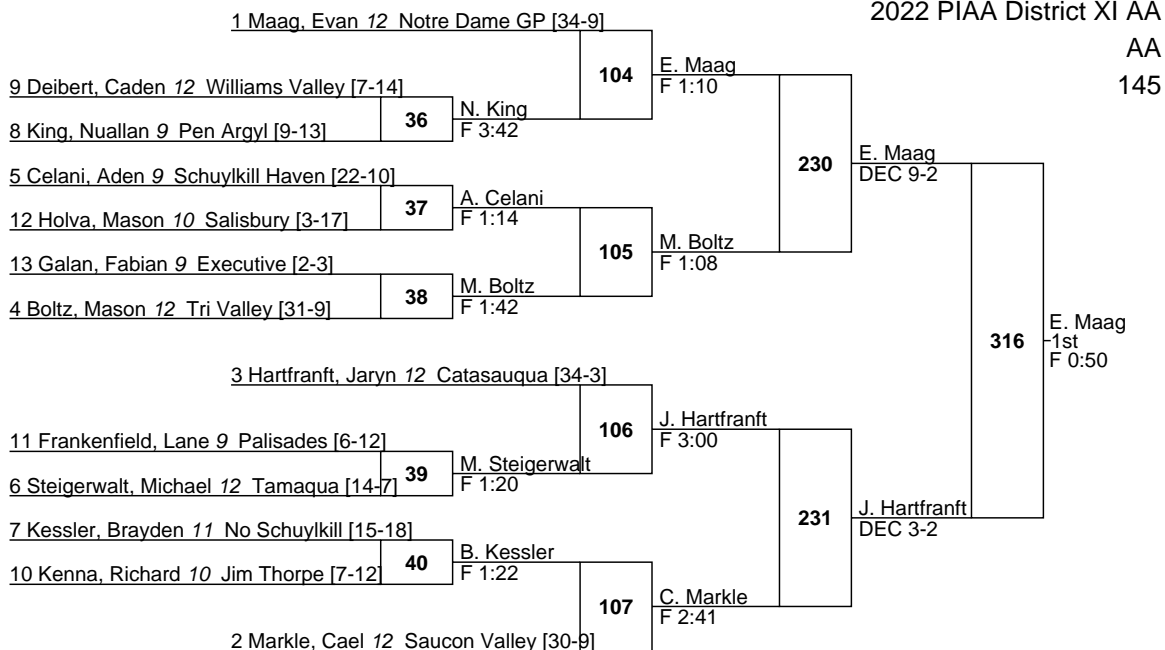 2022 PIAA District XI AA
AA
145
1 Maag, Evan 12 Notre Dame GP [34-9]
104
E. Maag
F 1:10
9 Deibert, Caden 12 Williams Valley [7-14]
36
N. King
F 3:42
8 King, Nuallan 9 Pen Argyl [9-13]
230
E. Maag
DEC 9-2
5 Celani, Aden 9 Schuylkill Haven [22-10]
37
A. Celani
F 1:14
12 Holva, Mason 10 Salisbury [3-17]
105
M. Boltz
F 1:08
13 Galan, Fabian 9 Executive [2-3]
38
M. Boltz
F 1:42
4 Boltz, Mason 12 Tri Valley [31-9]
316
E. Maag
1st
F 0:50
3 Hartfranft, Jaryn 12 Catasauqua [34-3]
106
J. Hartfranft
F 3:00
11 Frankenfield, Lane 9 Palisades [6-12]
39
M. Steigerwalt
F 1:20
6 Steigerwalt, Michael 12 Tamaqua [14-7]
231
J. Hartfranft
DEC 3-2
7 Kessler, Brayden 11 No Schuylkill [15-18]
40
B. Kessler
F 1:22
10 Kenna, Richard 10 Jim Thorpe [7-12]
107
C. Markle
F 2:41
2 Markle, Cael 12 Saucon Valley [30-9]